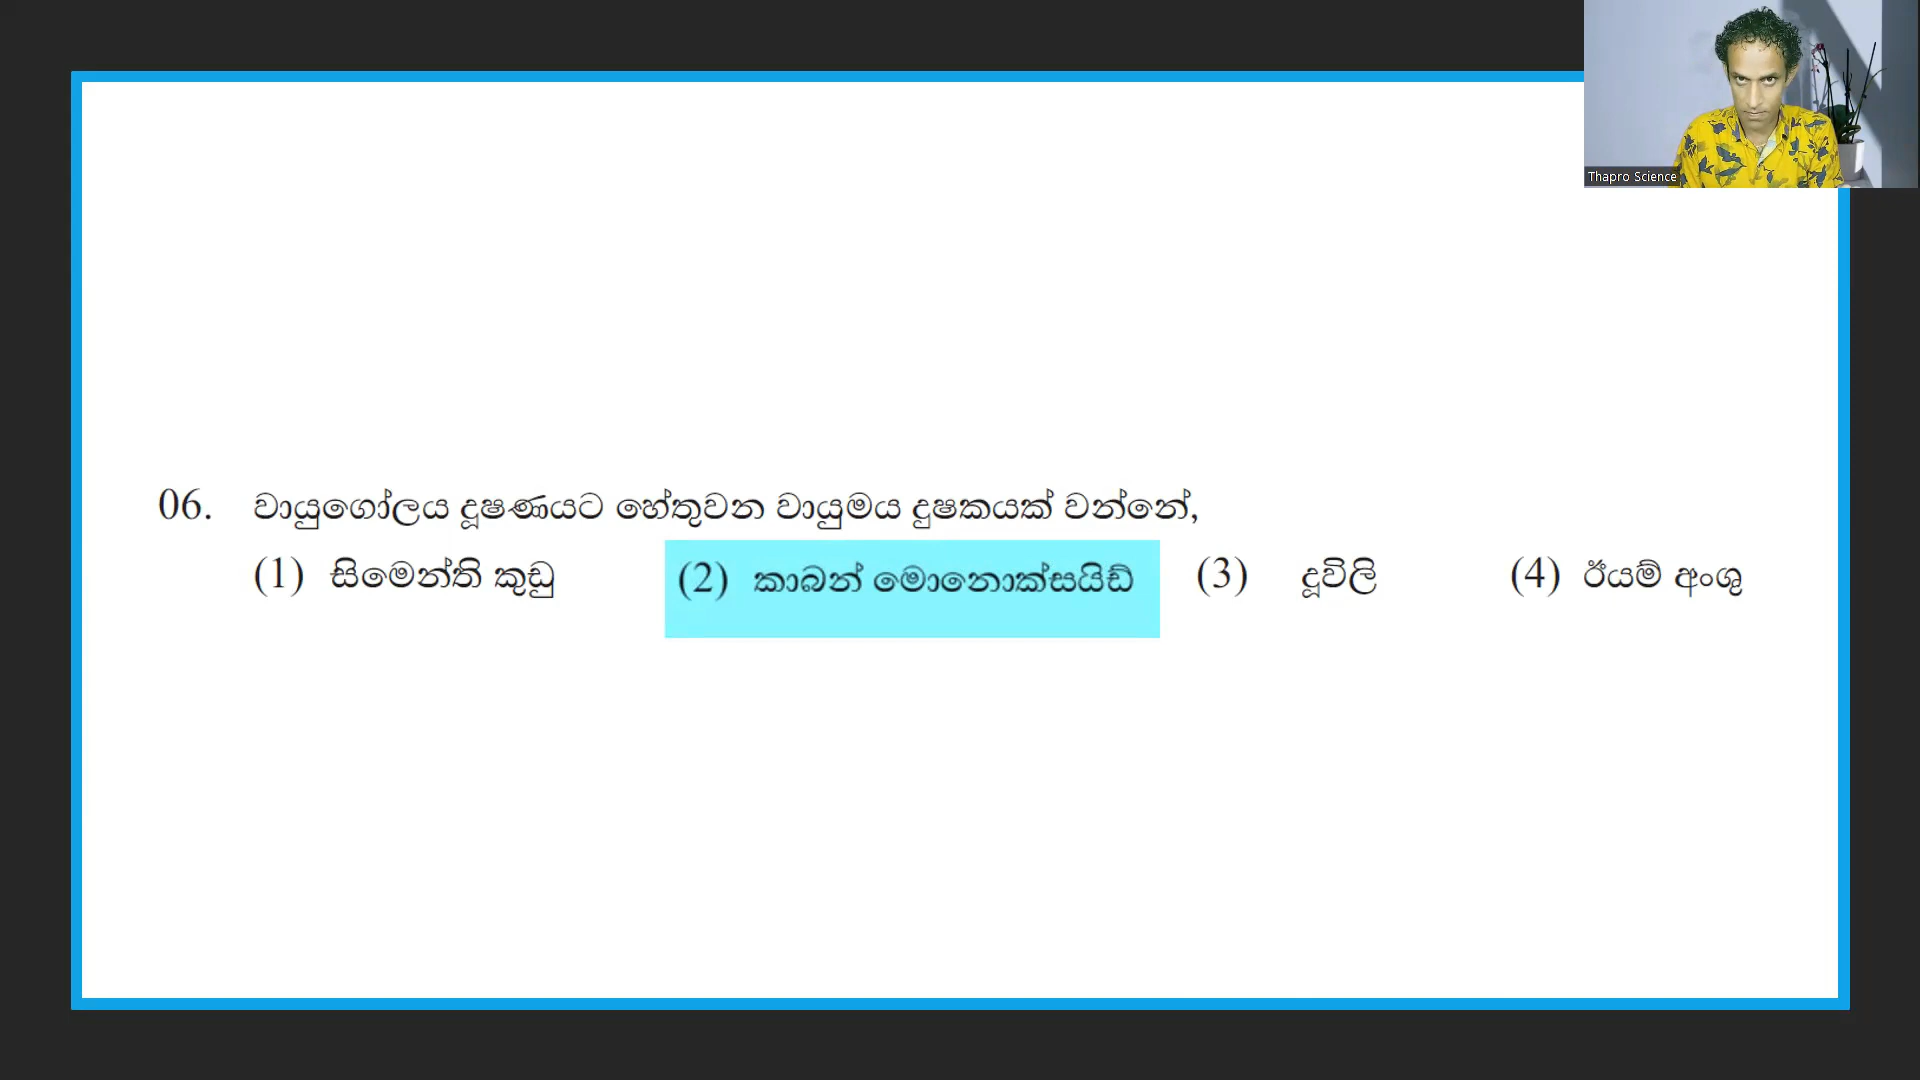 Thapro Science
06. වායුගෝලය දූෂණයට හේතුවන වායුමය දුෂකයක් වන්නේ,
(1) සිමෙන්ති කුඩු (2) කාබන් මොනොක්සයිඩ් (3) දූවිලි (4) ඊයම් අංශු